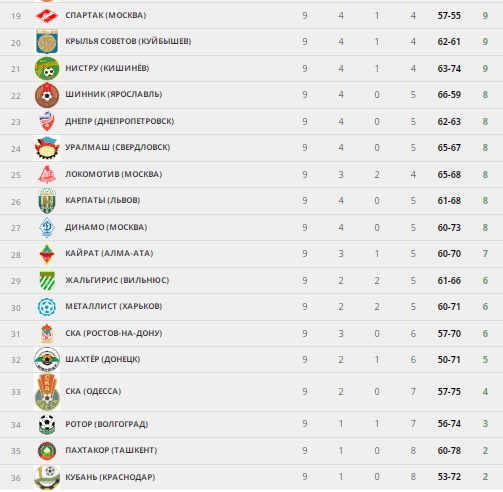 19 СПАРТАК (МОСКВА) 9 4 1 4 57-55 9
20 КРЫЛЬЯ СОВЕТОВ (КУЙБЫШЕВ) 9 4 1 4 62-61 9
21 НИСТРУ (КИШИНЁВ) 9 4 1 4 63-74 9
22 ШИННИК (ЯРОСЛАВЛЬ) 9 4 0 5 66-59 8
23 ДНЕПР (ДНЕПРОПЕТРОВСК) 9 4 0 5 62-63 8
24 УРАЛМАШ (СВЕРДЛОВСК) 9 4 0 5 65-67 8
25 ЛОКОМОТИВ (МОСКВА) 9 3 2 4 65-68 8
26 КАРПАТЫ (ЛЬВОВ) 9 4 0 5 61-68 8
27 ДИНАМО (МОСКВА) 9 4 0 5 60-73 8
28 КАЙРАТ (АЛМА-АТА) 9 3 1 5 60-70 7
29 ЖАЛЬГИРИС (ВИЛЬНЮС) 9 2 2 5 61-66 6
30 МЕТАЛЛИСТ (ХАРЬКОВ) 9 2 2 5 60-71 6
31 СКА (РОСТОВ-НА-ДОНУ) 9 3 0 6 57-70 6
32 ШАХТЁР (ДОНЕЦК) 9 2 1 6 50-71 5
33 СКА (ОДЕССА) 9 2 0 7 57-75 4
34 РОТОР (ВОЛГОГРАД) 9 1 1 7 56-74 3
35 ПАХТАКОР (ТАШКЕНТ) 9 1 0 8 60-78 2
36 КУБАНЬ (КРАСНОДАР) 9 1 0 8 53-72 2